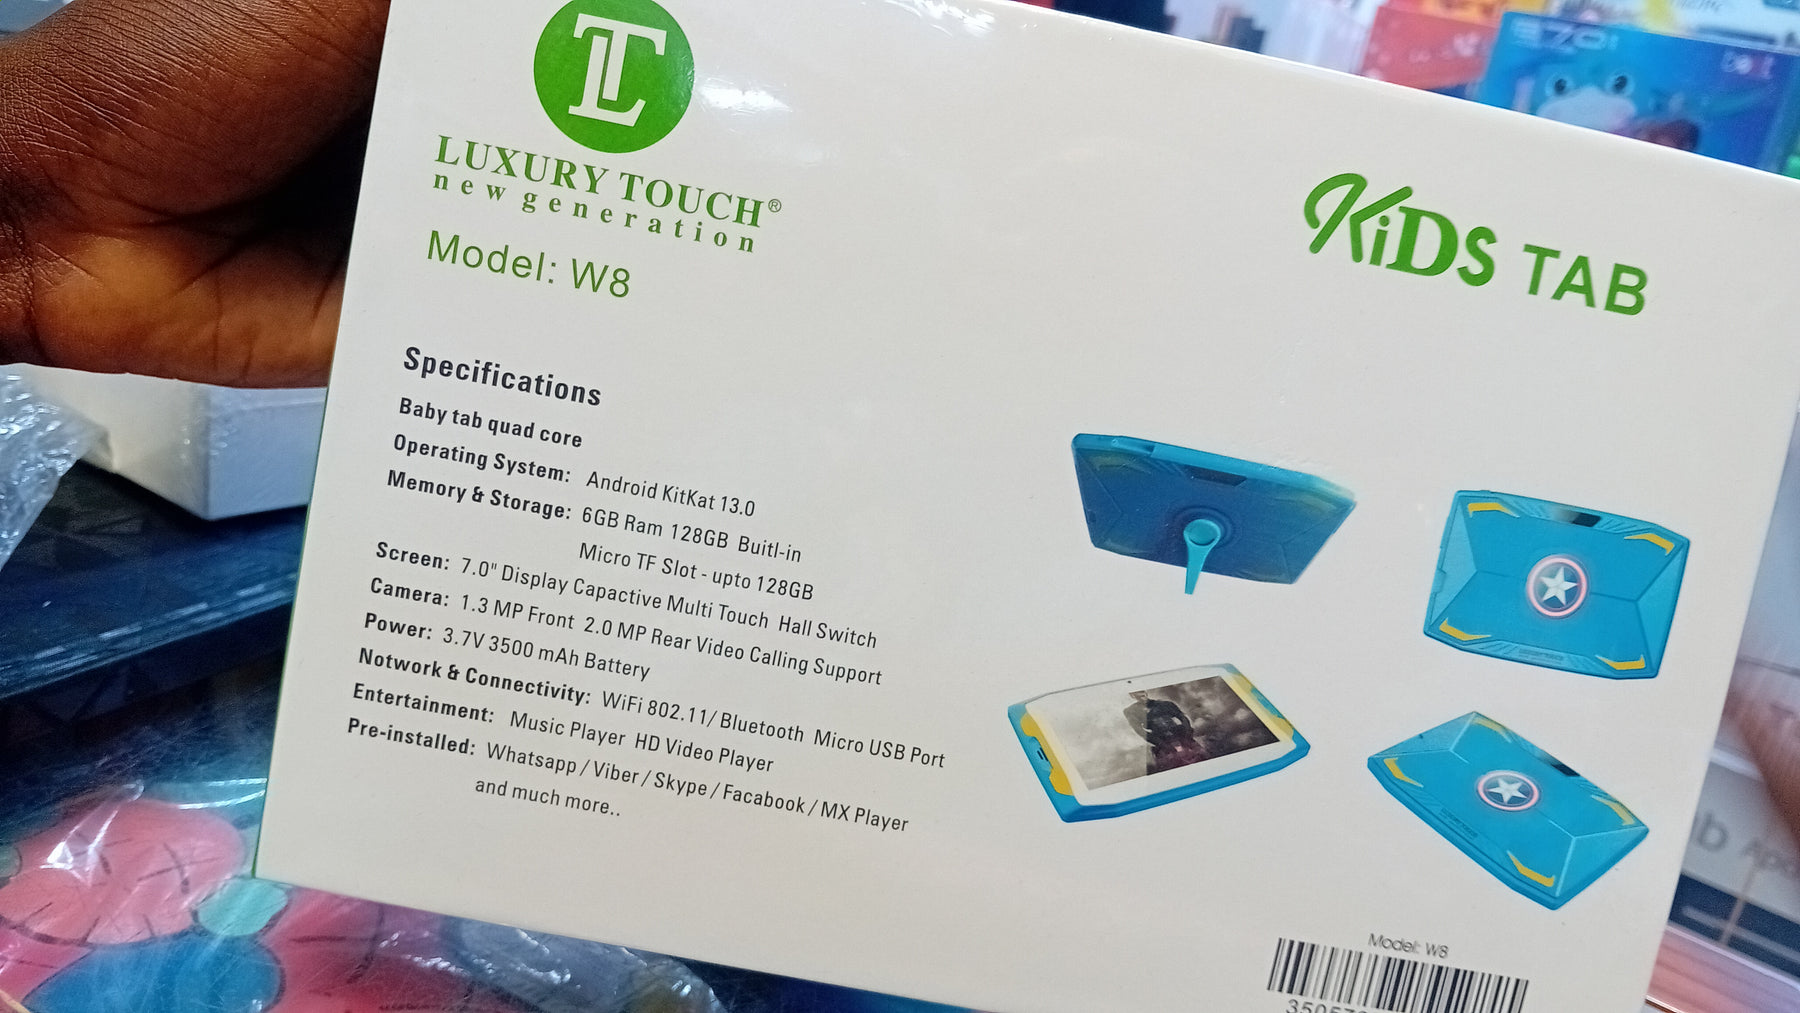 LT
LUXURY TOUCH®
new generation
Model: W8
KiDS TAB
Specifications
Baby tab quad core
Operating System: Android KitKat 13.0
Memory & Storage: 6GB Ram 128GB Buitl-in
Micro TF Slot - upto 128GB
Screen: 7.0" Display Capactive Multi Touch Hall Switch
Camera: 1.3 MP Front 2.0 MP Rear Video Calling Support
Power: 3.7V 3500 mAh Battery
Notwork & Connectivity: WiFi 802.11/ Bluetooth Micro USB Port
Entertainment: Music Player HD Video Player
Pre-installed: Whatsapp / Viber / Skype / Facabook / MX Player
and much more..
Model: W8